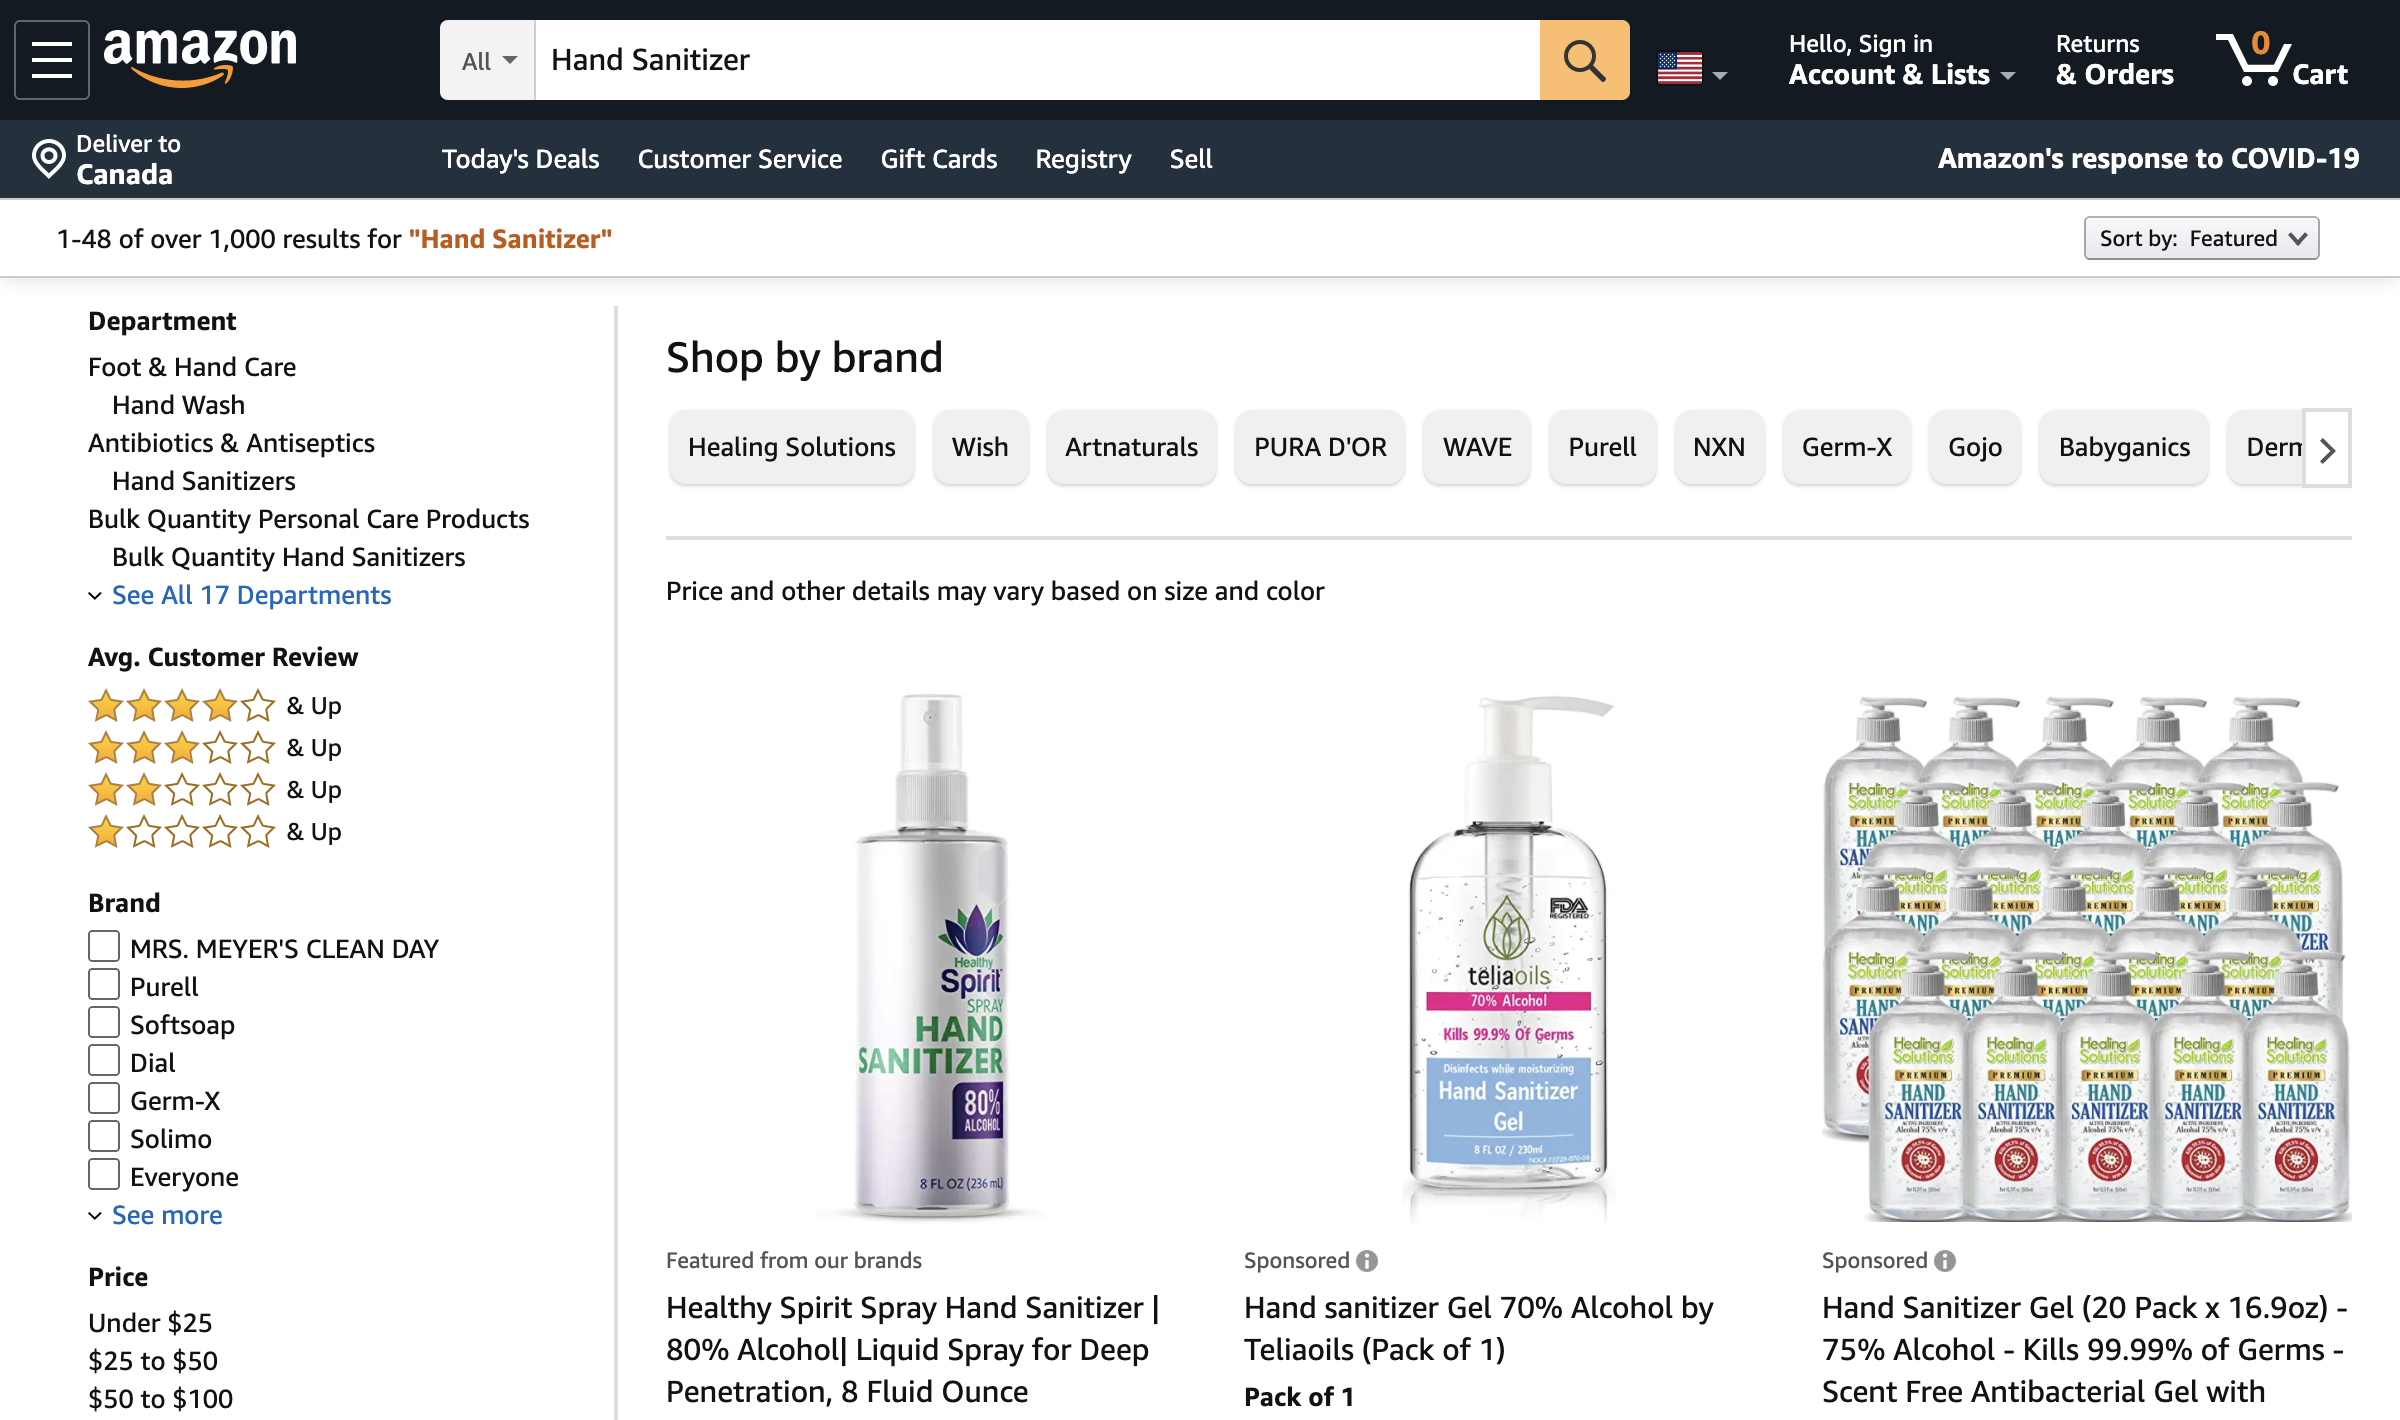 amazon
All
Hand Sanitizer
Hello, Sign in
Account & Lists
Returns
& Orders
0
Cart
Deliver to
Canada
Today's Deals
Customer Service
Gift Cards
Registry
Sell
Amazon's response to COVID-19
1-48 of over 1,000 results for "Hand Sanitizer"
Sort by: Featured
Department
Foot & Hand Care
Hand Wash
Antibiotics & Antiseptics
Hand Sanitizers
Bulk Quantity Personal Care Products
Bulk Quantity Hand Sanitizers
See All 17 Departments
Avg. Customer Review
& Up
& Up
& Up
& Up
Brand
MRS. MEYER'S CLEAN DAY
Purell
Softsoap
Dial
Germ-X
Solimo
Everyone
See more
Price
Under $25
$25 to $50
$50 to $100
Shop by brand
Healing Solutions
Wish
Artnaturals
PURA D'OR
WAVE
Purell
NXN
Germ-X
Gojo
Babyganics
Derm
Price and other details may vary based on size and color
Healthy
Spirit
SPRAY
HAND
SANITIZER
80%
ALCOHOL
8 FL OZ (236 mL)
Featured from our brands
Healthy Spirit Spray Hand Sanitizer |
80% Alcohol| Liquid Spray for Deep
Penetration, 8 Fluid Ounce
FDA
REGISTERED
teliaoils
70% Alcohol
Kills 99.9% Of Germs
Disinfects while moisturizing
Hand Sanitizer
Gel
8 FL OZ / 230ml
Sponsored
Hand sanitizer Gel 70% Alcohol by
Teliaoils (Pack of 1)
Pack of 1
Healing Solutions
PREMIUM
HAND
SANITIZER
Alcohol 75% v/v
Sponsored
Hand Sanitizer Gel (20 Pack x 16.9oz) -
75% Alcohol - Kills 99.99% of Germs -
Scent Free Antibacterial Gel with